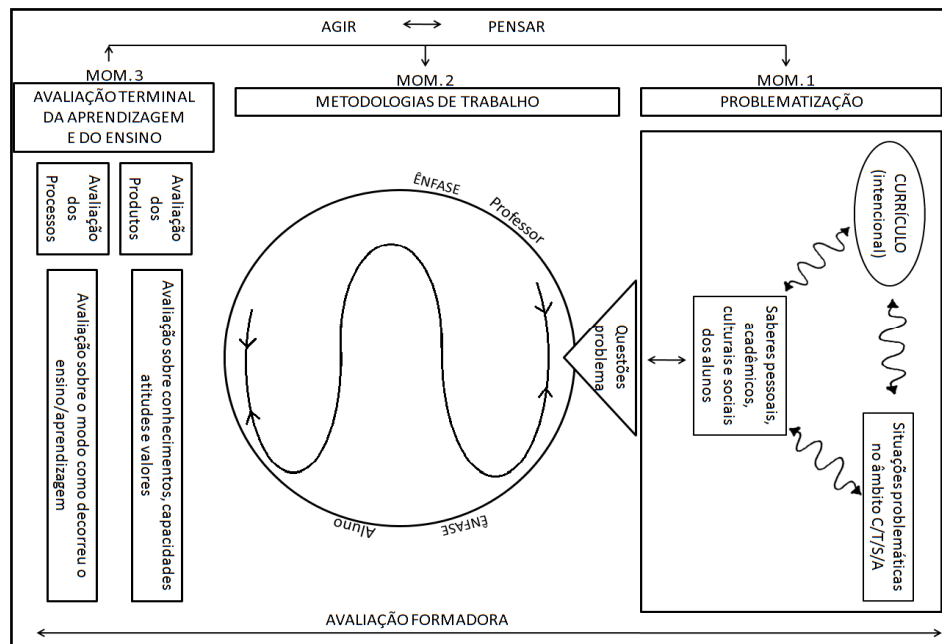 AGIR
PENSAR
MOM. 3
AVALIAÇÃO TERMINAL
DA APRENDIZAGEM
E DO ENSINO
MOM. 2
METODOLOGIAS DE TRABALHO
MOM. 1
PROBLEMATIZAÇÃO
Avaliação
dos
Processos
Avaliação
dos
Produtos
Avaliação sobre o modo como decorreu o
ensino/aprendizagem
Avaliação sobre conhecimentos, capacidades
atitudes e valores
ÊNFASE
Professor
Aluno
ÊNFASE
Questões
problema
Saberes pessoais,
acadêmicos,
culturais e sociais
dos alunos
CURRÍCULO
(intencional)
Situações problemáticas
no âmbito C/T/S/A
AVALIAÇÃO FORMADORA